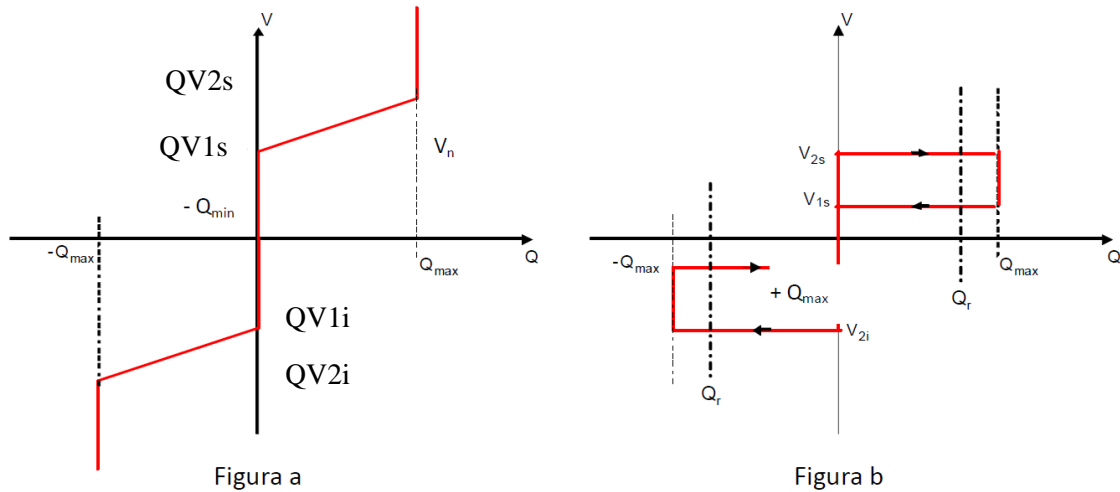 V
QV2s
QV1s
V_n
- Q_min
-Q_max
Q_max
Q
QV1i
QV2i
Figura a
V
V_2s
V_1s
-Q_max
Q_r
Q_max
Q
+ Q_max
V_2i
Q_r
Figura b